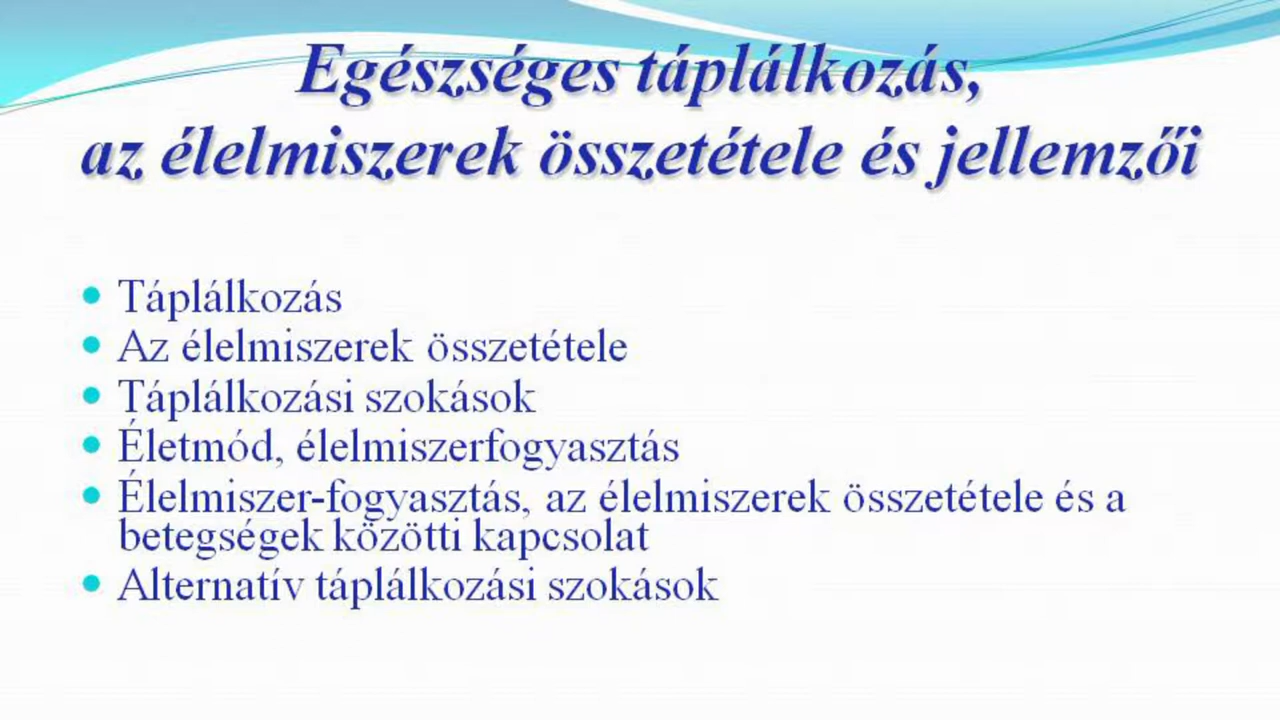 Egészséges táplálkozás,
az élelmiszerek összetétele és jellemzői
• Táplálkozás
• Az élelmiszerek összetétele
• Táplálkozási szokások
• Életmód, élelmiszerfogyasztás
• Élelmiszer-fogyasztás, az élelmiszerek összetétele és a
betegségek közötti kapcsolat
• Alternatív táplálkozási szokások